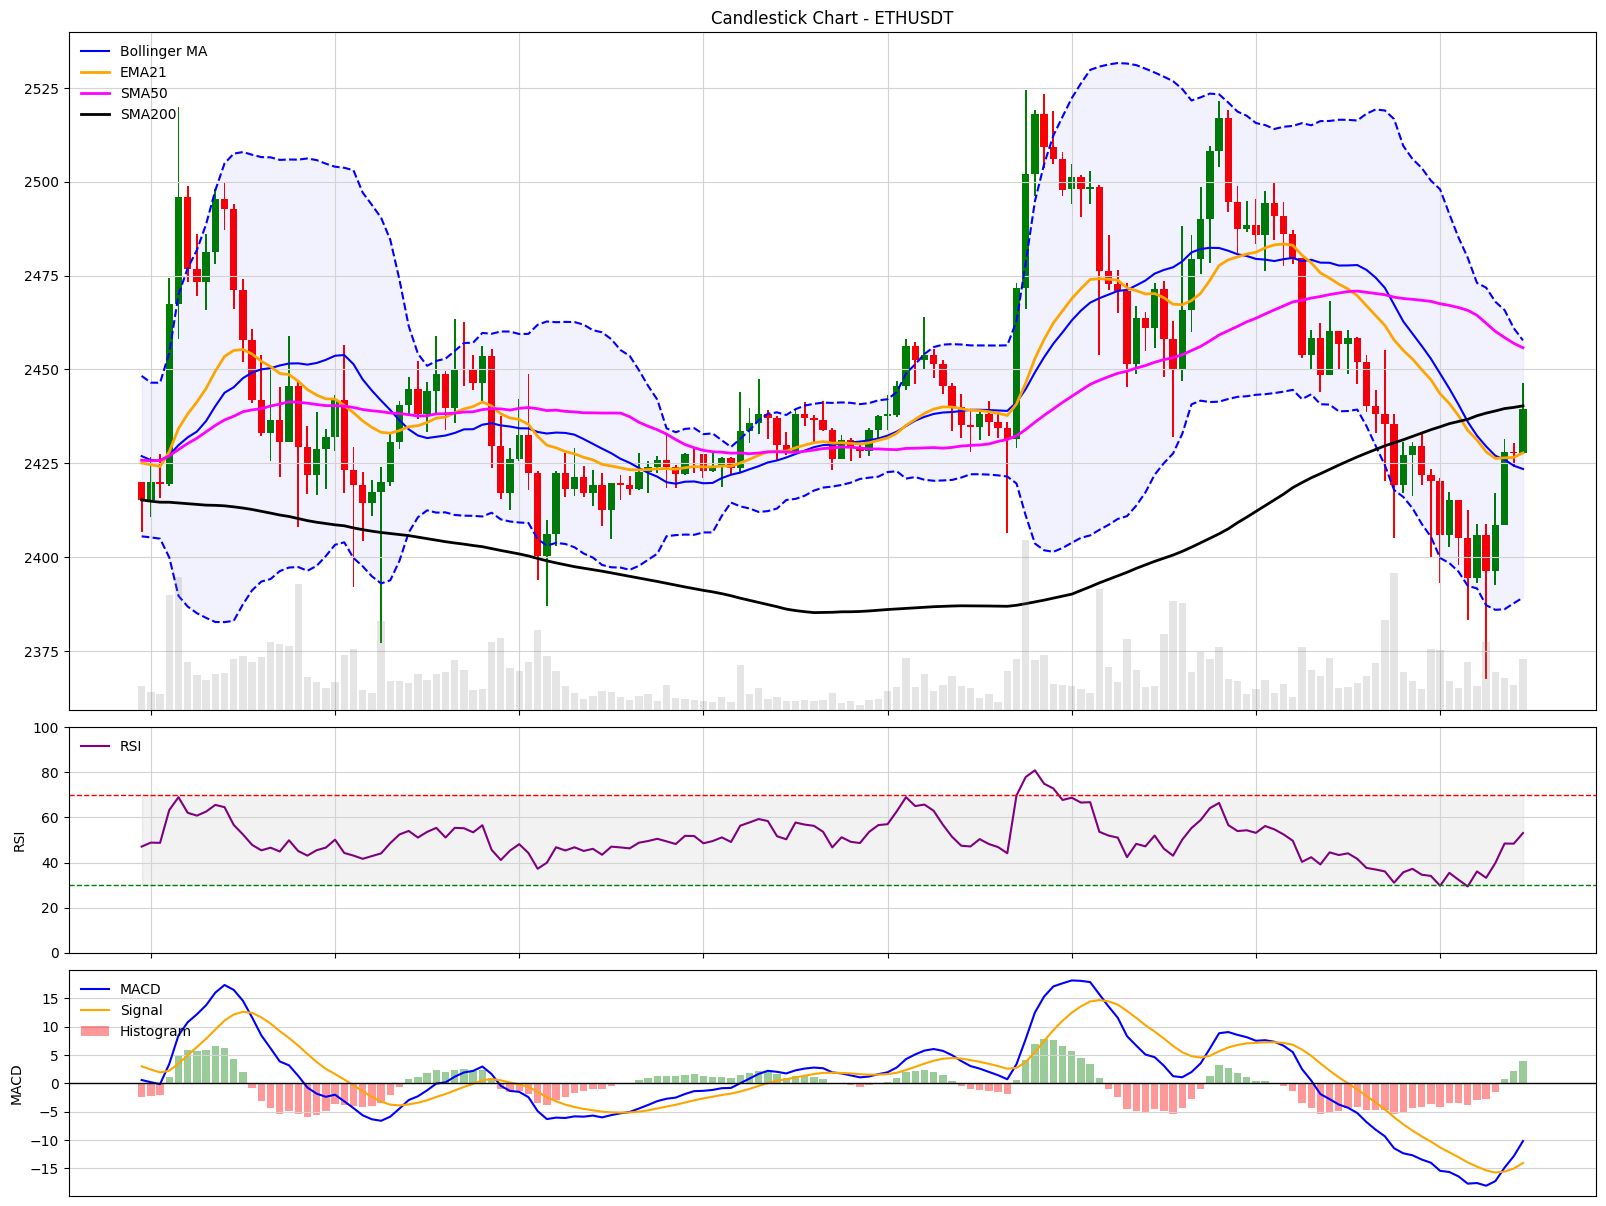 Candlestick Chart - ETHUSDT
Bollinger MA
EMA21
SMA50
SMA200
2525
2500
2475
2450
2425
2400
2375
RSI
100
80
60
40
20
0
RSI
MACD
Signal
Histogram
15
10
5
0
−5
−10
−15
MACD